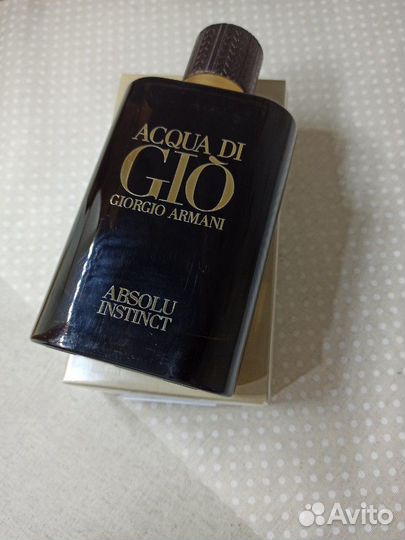 ACQUA DI
GIÒ
GIORGIO ARMANI
ABSOLU
INSTINCT
Avito